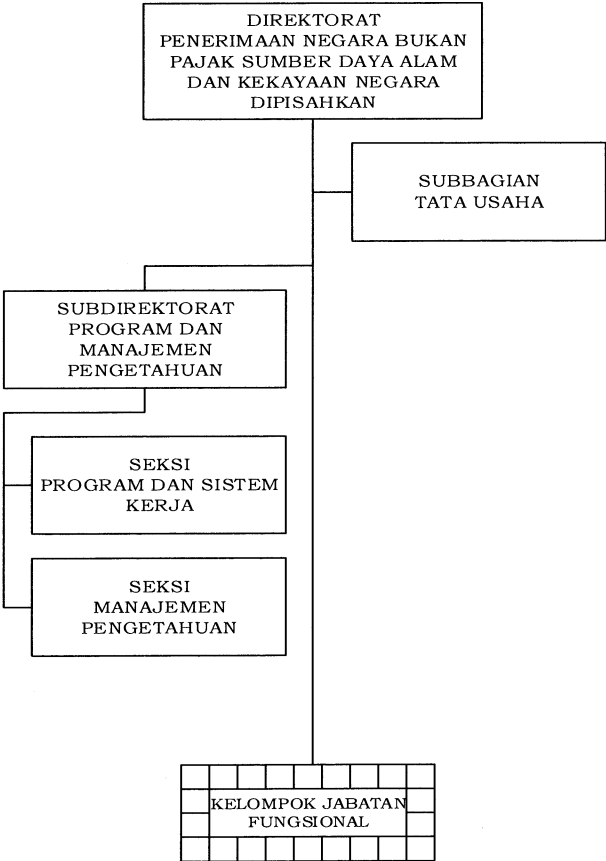 DIREKTORAT
PENERIMAAN NEGARA BUKAN
PAJAK SUMBER DAYA ALAM
DAN KEKAYAAN NEGARA
DIPISAHKAN
SUBBAGIAN
TATA USAHA
SUBDIREKTORAT
PROGRAM DAN
MANAJEMEN
PENGETAHUAN
SEKSI
PROGRAM DAN SISTEM
KERJA
SEKSI
MANAJEMEN
PENGETAHUAN
KELOMPOK JABATAN
FUNGSIONAL